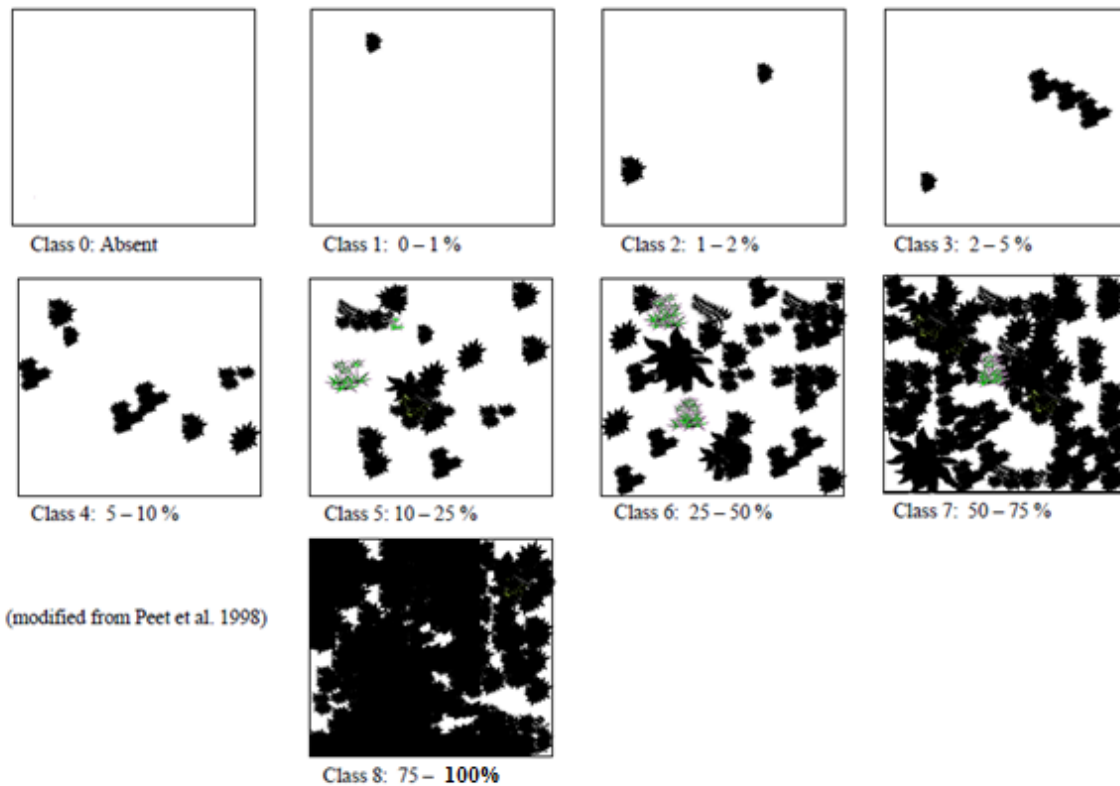 Class 0: Absent
Class 1: 0 – 1 %
Class 2: 1 – 2 %
Class 3: 2 – 5 %
Class 4: 5 – 10 %
Class 5: 10 – 25 %
Class 6: 25 – 50 %
Class 7: 50 – 75 %
(modified from Peet et al. 1998)
Class 8: 75 – 100%